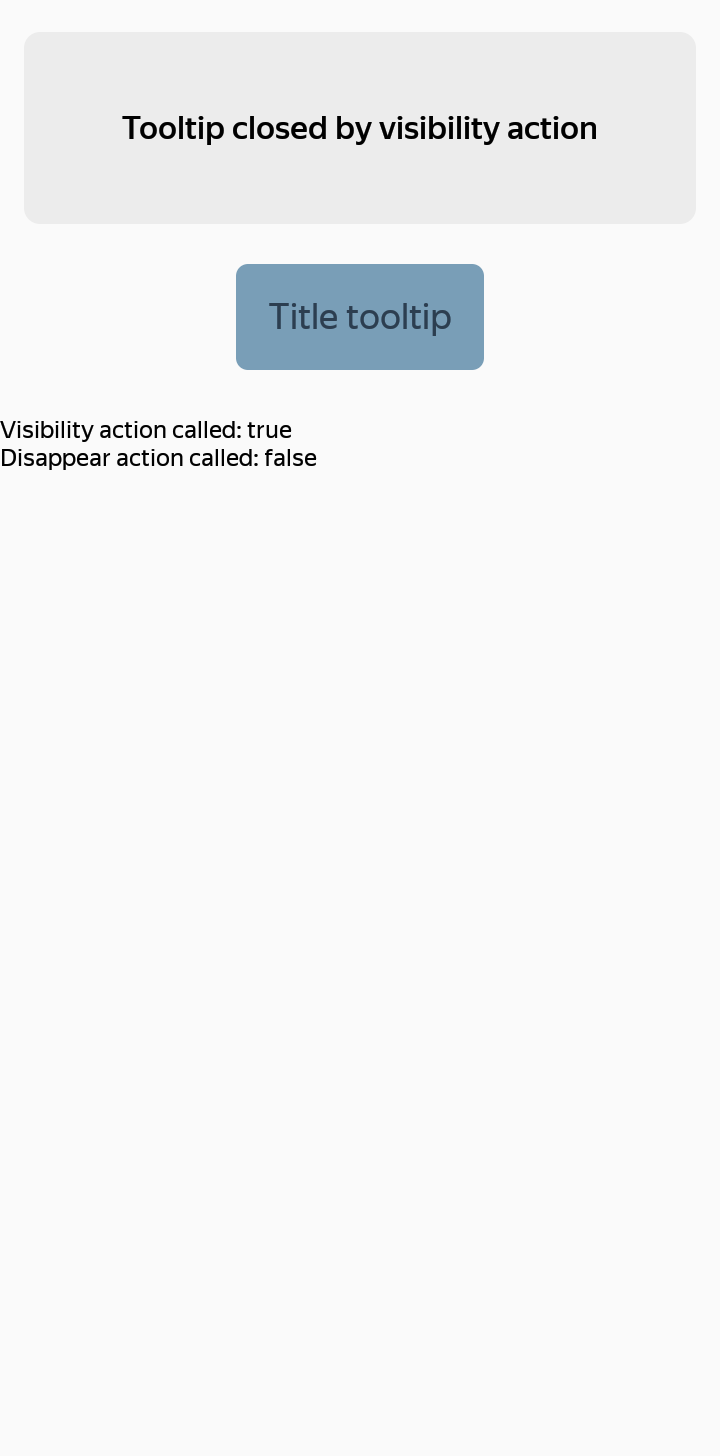 Tooltip closed by visibility action
Title tooltip
Visibility action called: true
Disappear action called: false